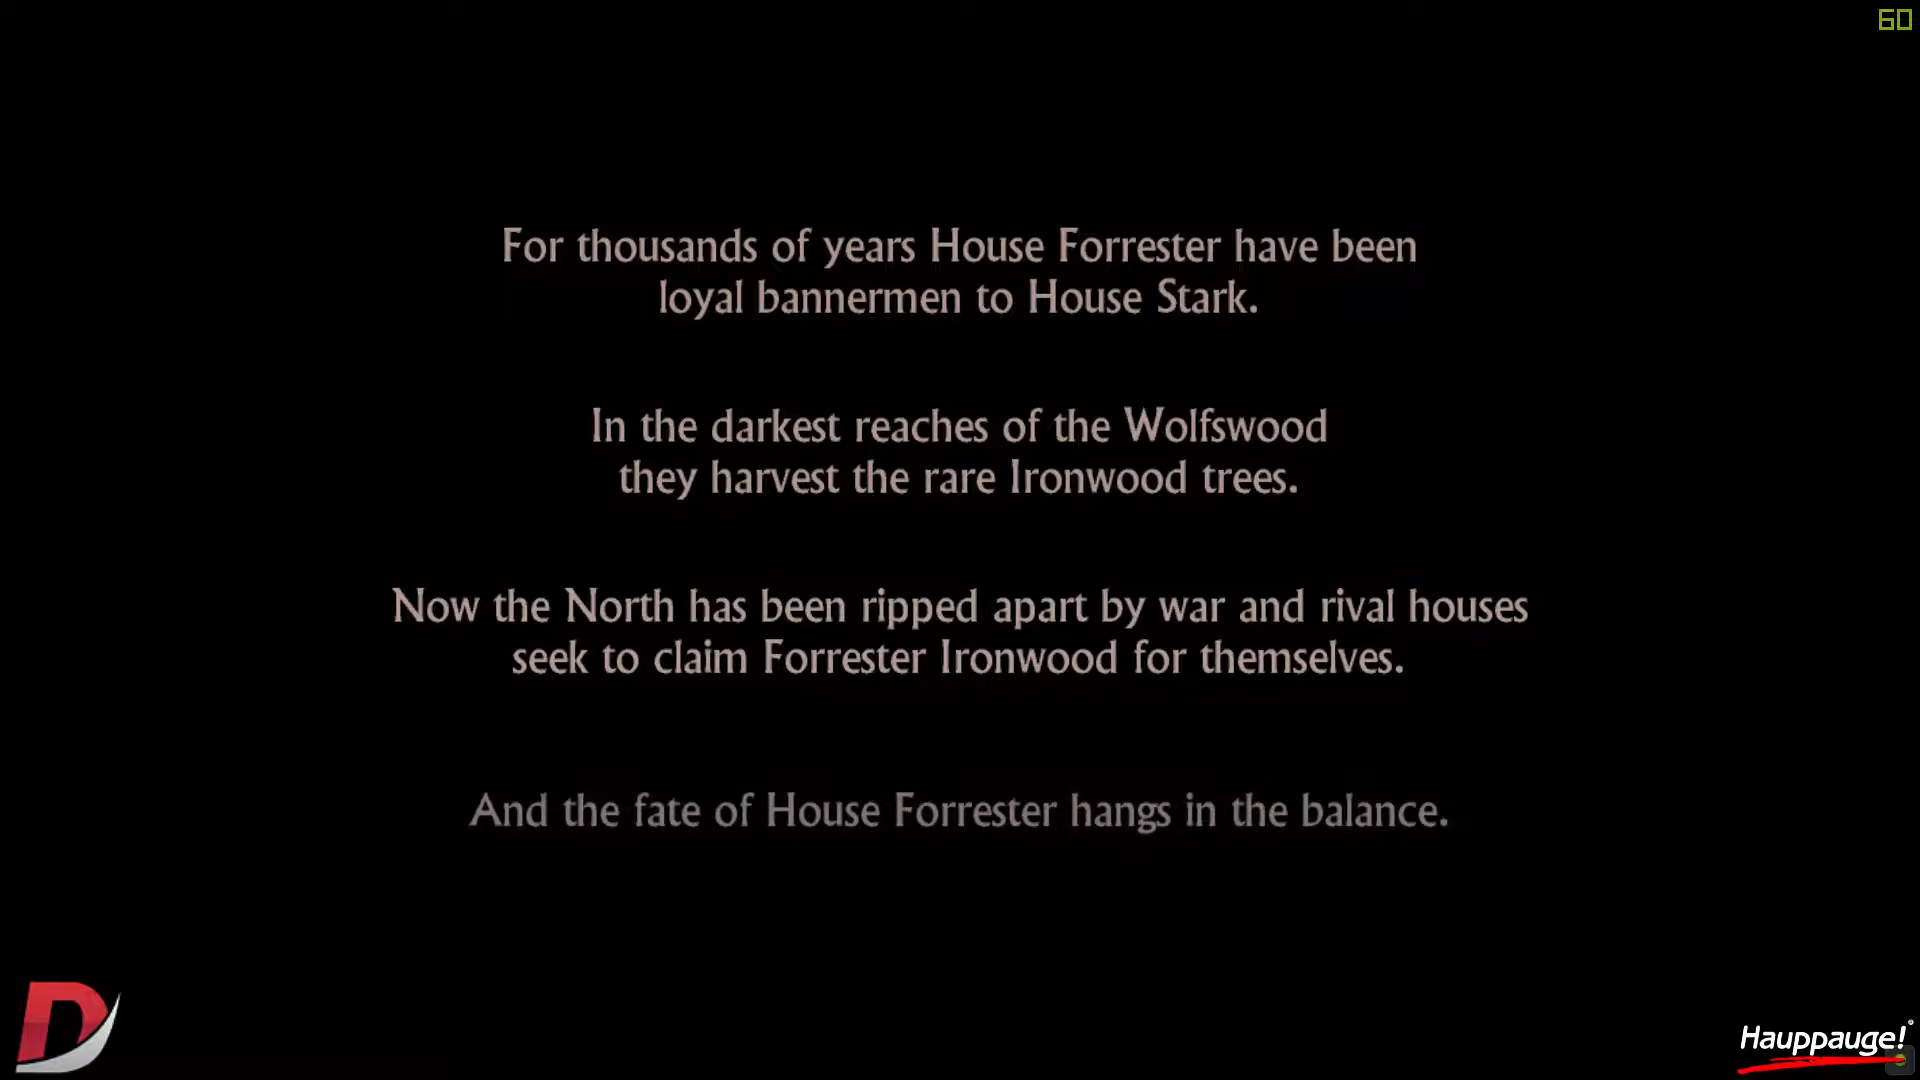 60
For thousands of years House Forrester have been
loyal bannermen to House Stark.
In the darkest reaches of the Wolfswood
they harvest the rare Ironwood trees.
Now the North has been ripped apart by war and rival houses
seek to claim Forrester Ironwood for themselves.
And the fate of House Forrester hangs in the balance.
D
Hauppauge!